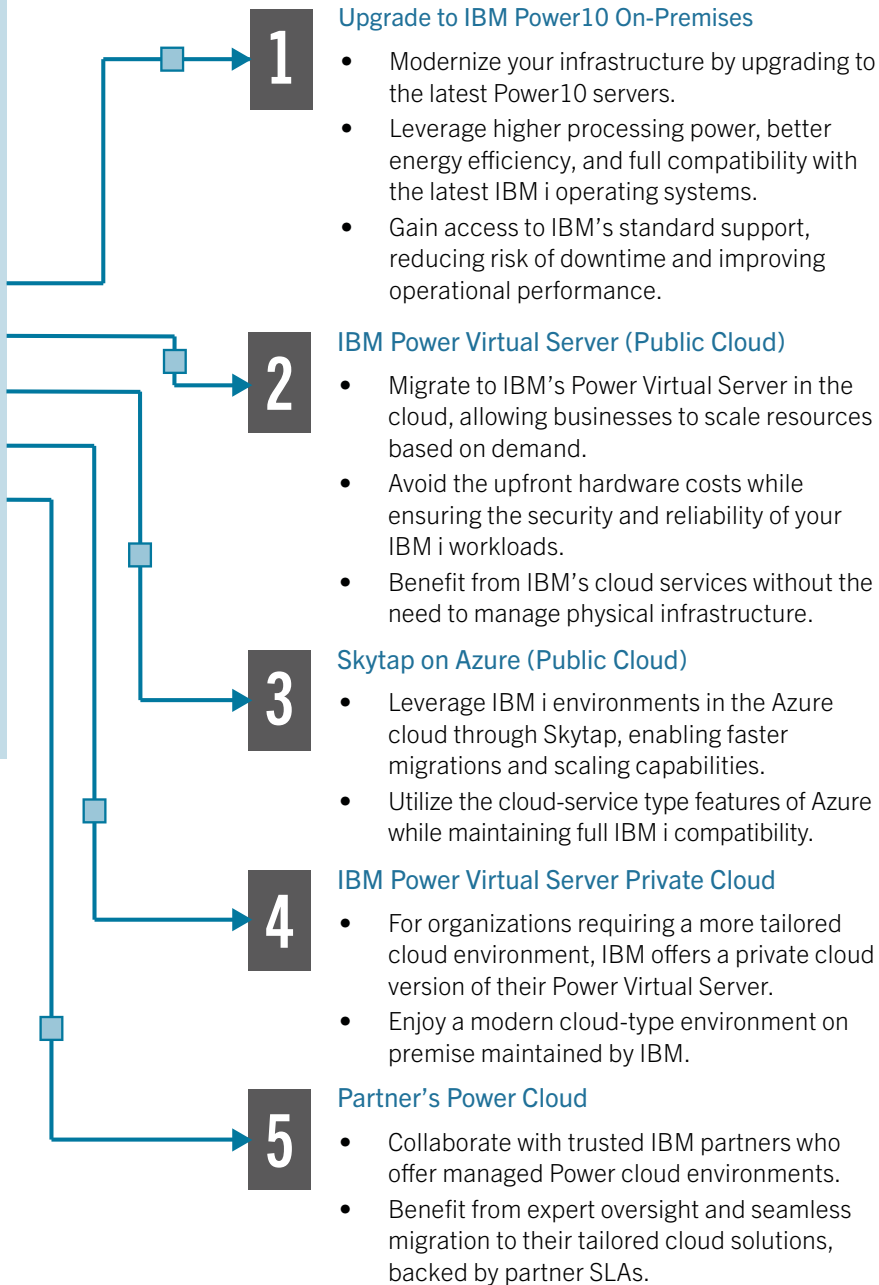 1
Upgrade to IBM Power10 On-Premises
• Modernize your infrastructure by upgrading to
the latest Power10 servers.
• Leverage higher processing power, better
energy efficiency, and full compatibility with
the latest IBM i operating systems.
• Gain access to IBM’s standard support,
reducing risk of downtime and improving
operational performance.
2
IBM Power Virtual Server (Public Cloud)
• Migrate to IBM’s Power Virtual Server in the
cloud, allowing businesses to scale resources
based on demand.
• Avoid the upfront hardware costs while
ensuring the security and reliability of your
IBM i workloads.
• Benefit from IBM’s cloud services without the
need to manage physical infrastructure.
3
Skytap on Azure (Public Cloud)
• Leverage IBM i environments in the Azure
cloud through Skytap, enabling faster
migrations and scaling capabilities.
• Utilize the cloud-service type features of Azure
while maintaining full IBM i compatibility.
4
IBM Power Virtual Server Private Cloud
• For organizations requiring a more tailored
cloud environment, IBM offers a private cloud
version of their Power Virtual Server.
• Enjoy a modern cloud-type environment on
premise maintained by IBM.
5
Partner’s Power Cloud
• Collaborate with trusted IBM partners who
offer managed Power cloud environments.
• Benefit from expert oversight and seamless
migration to their tailored cloud solutions,
backed by partner SLAs.